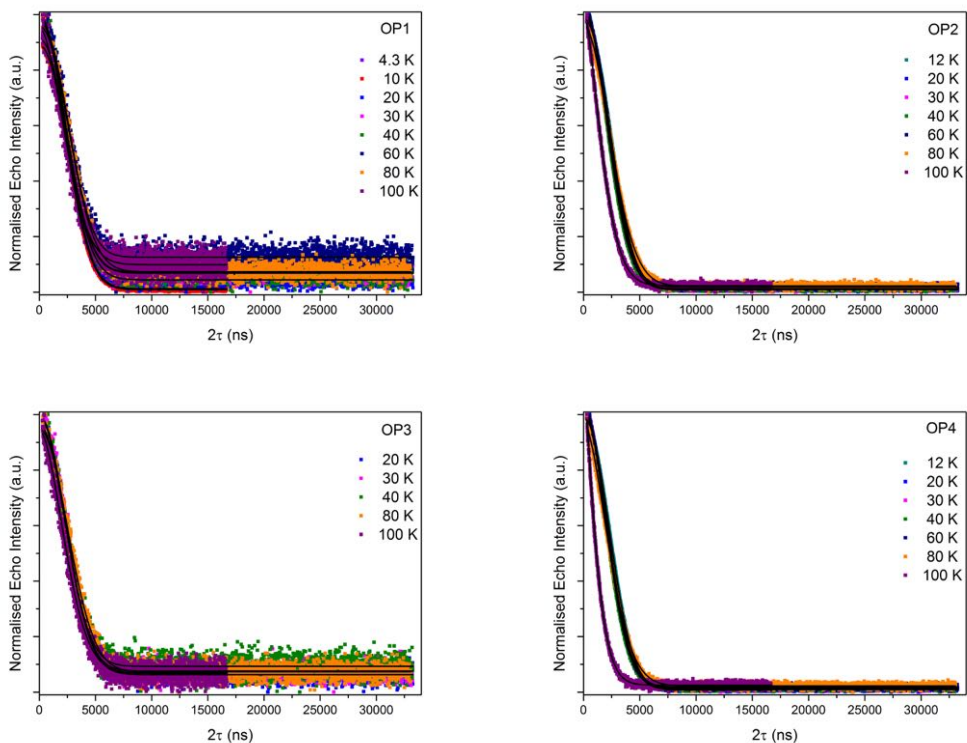 OP1
4.3 K
10 K
20 K
30 K
40 K
60 K
80 K
100 K
Normalised Echo Intensity (a.u.)
0 5000 10000 15000 20000 25000 30000
2τ (ns)
OP2
12 K
20 K
30 K
40 K
60 K
80 K
100 K
Normalised Echo Intensity (a.u.)
0 5000 10000 15000 20000 25000 30000
2τ (ns)
OP3
20 K
30 K
40 K
80 K
100 K
Normalised Echo Intensity (a.u.)
0 5000 10000 15000 20000 25000 30000
2τ (ns)
OP4
12 K
20 K
30 K
40 K
60 K
80 K
100 K
Normalised Echo Intensity (a.u.)
0 5000 10000 15000 20000 25000 30000
2τ (ns)